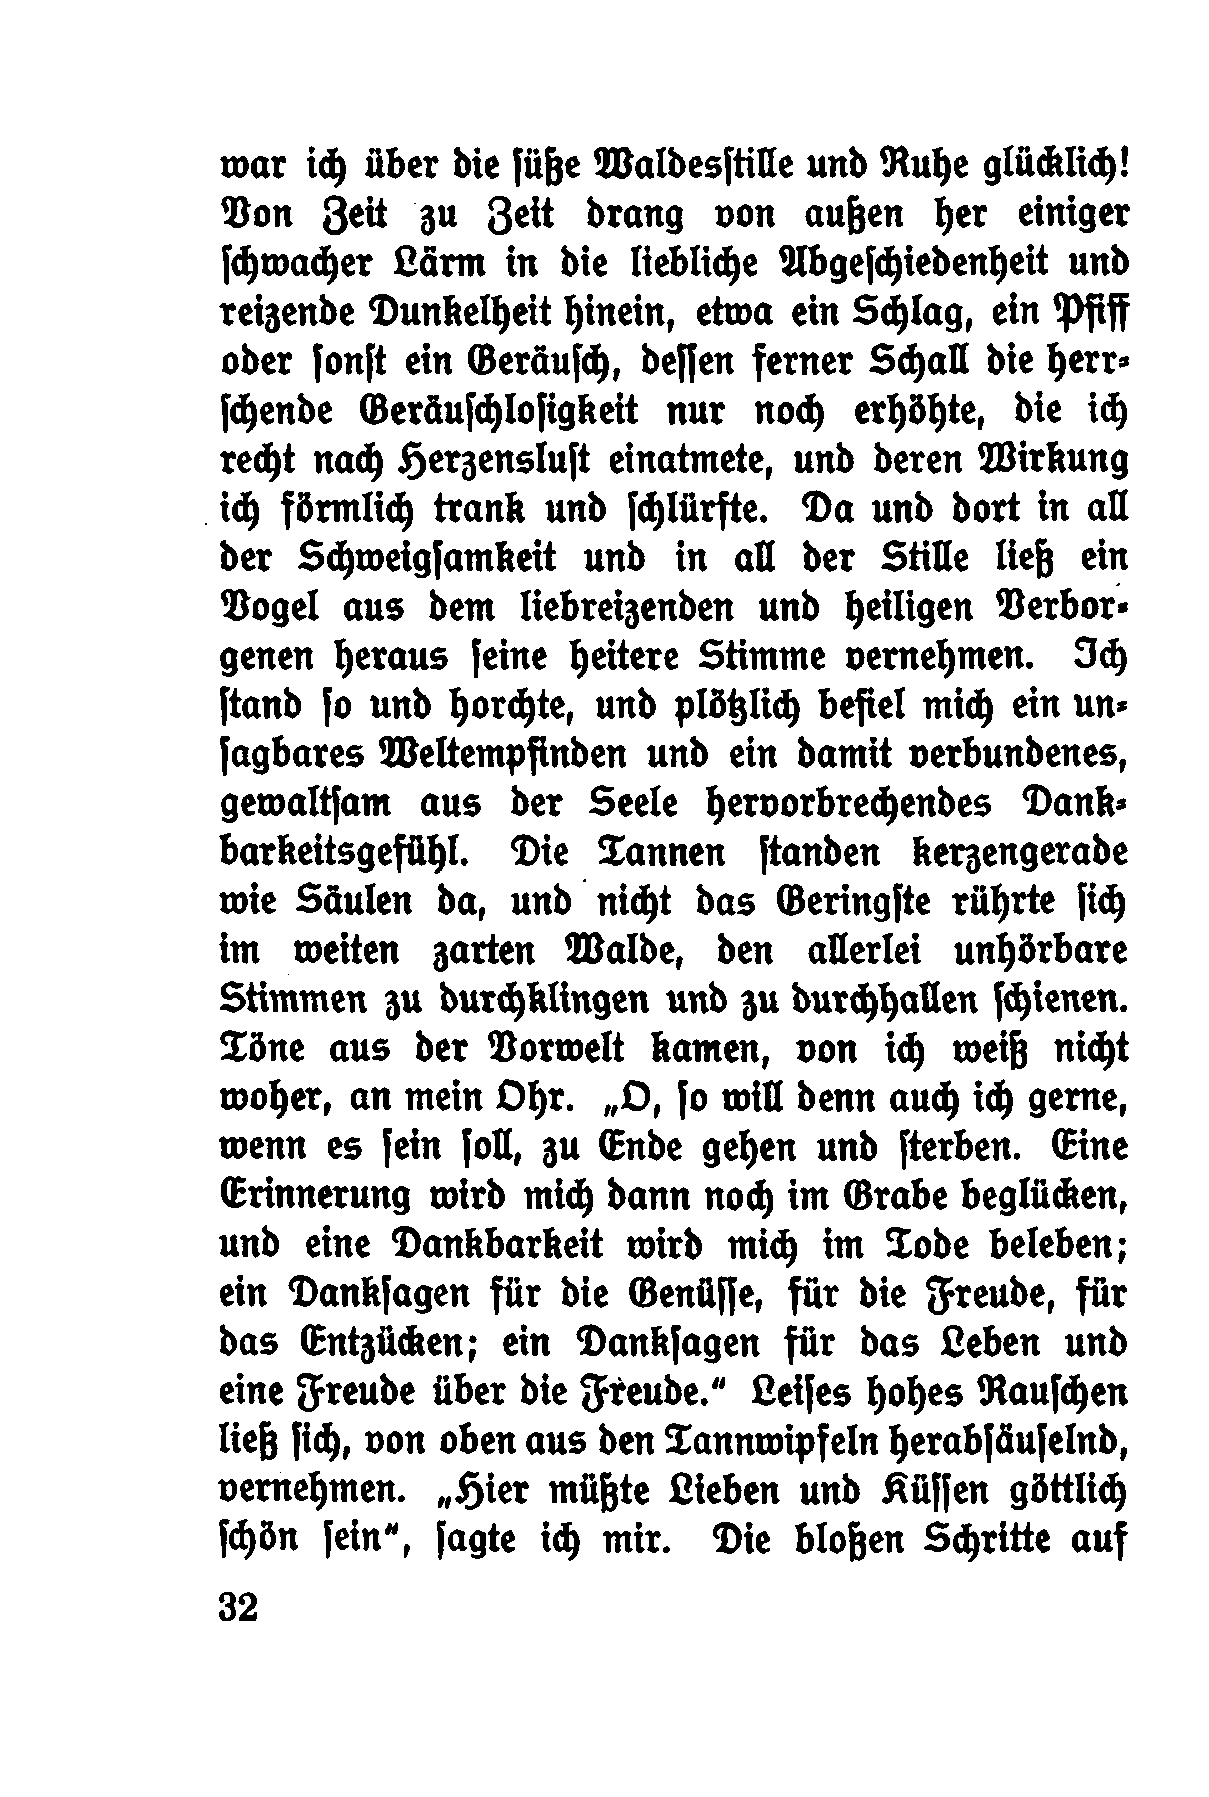 war ich über die ſüße Waldesſtille und Ruhe glücklich!
Von Zeit zu Zeit drang von außen her einiger
ſchwacher Lärm in die liebliche Abgeſchiedenheit und
reizende Dunkelheit hinein, etwa ein Schlag, ein Pfiff
oder ſonſt ein Geräuſch, deſſen ferner Schall die herr-
ſchende Geräuſchloſigkeit nur noch erhöhte, die ich
recht nach Herzensluſt einatmete, und deren Wirkung
ich förmlich trank und ſchlürfte. Da und dort in all
der Schweigſamkeit und in all der Stille ließ ein
Vogel aus dem liebreizenden und heiligen Verbor-
genen heraus ſeine heitere Stimme vernehmen. Ich
ſtand ſo und horchte, und plötzlich befiel mich ein un-
ſagbares Weltempfinden und ein damit verbundenes,
gewaltſam aus der Seele hervorbrechendes Dank-
barkeitsgefühl. Die Tannen ſtanden kerzengerade
wie Säulen da, und nicht das Geringſte rührte ſich
im weiten zarten Walde, den allerlei unhörbare
Stimmen zu durchklingen und zu durchhallen ſchienen.
Töne aus der Vorwelt kamen, von ich weiß nicht
woher, an mein Ohr. „O, ſo will denn auch ich gerne,
wenn es ſein ſoll, zu Ende gehen und ſterben. Eine
Erinnerung wird mich dann noch im Grabe beglücken,
und eine Dankbarkeit wird mich im Tode beleben;
ein Dankſagen für die Genüſſe, für die Freude, für
das Entzücken; ein Dankſagen für das Leben und
eine Freude über die Freude.“ Leiſes hohes Rauſchen
ließ ſich, von oben aus den Tannwipfeln herabſäuſelnd,
vernehmen. „Hier müßte Lieben und Küſſen göttlich
ſchön ſein“, ſagte ich mir. Die bloßen Schritte auf
32